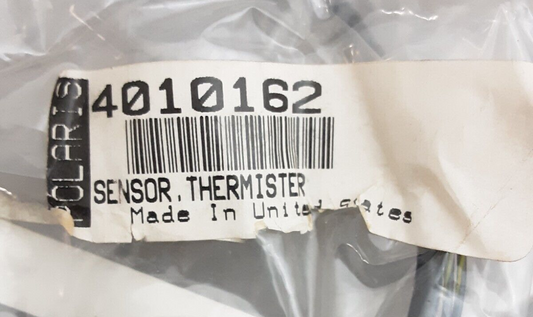 POLARIS
4010162
SENSOR, THERMISTER
Made In United States